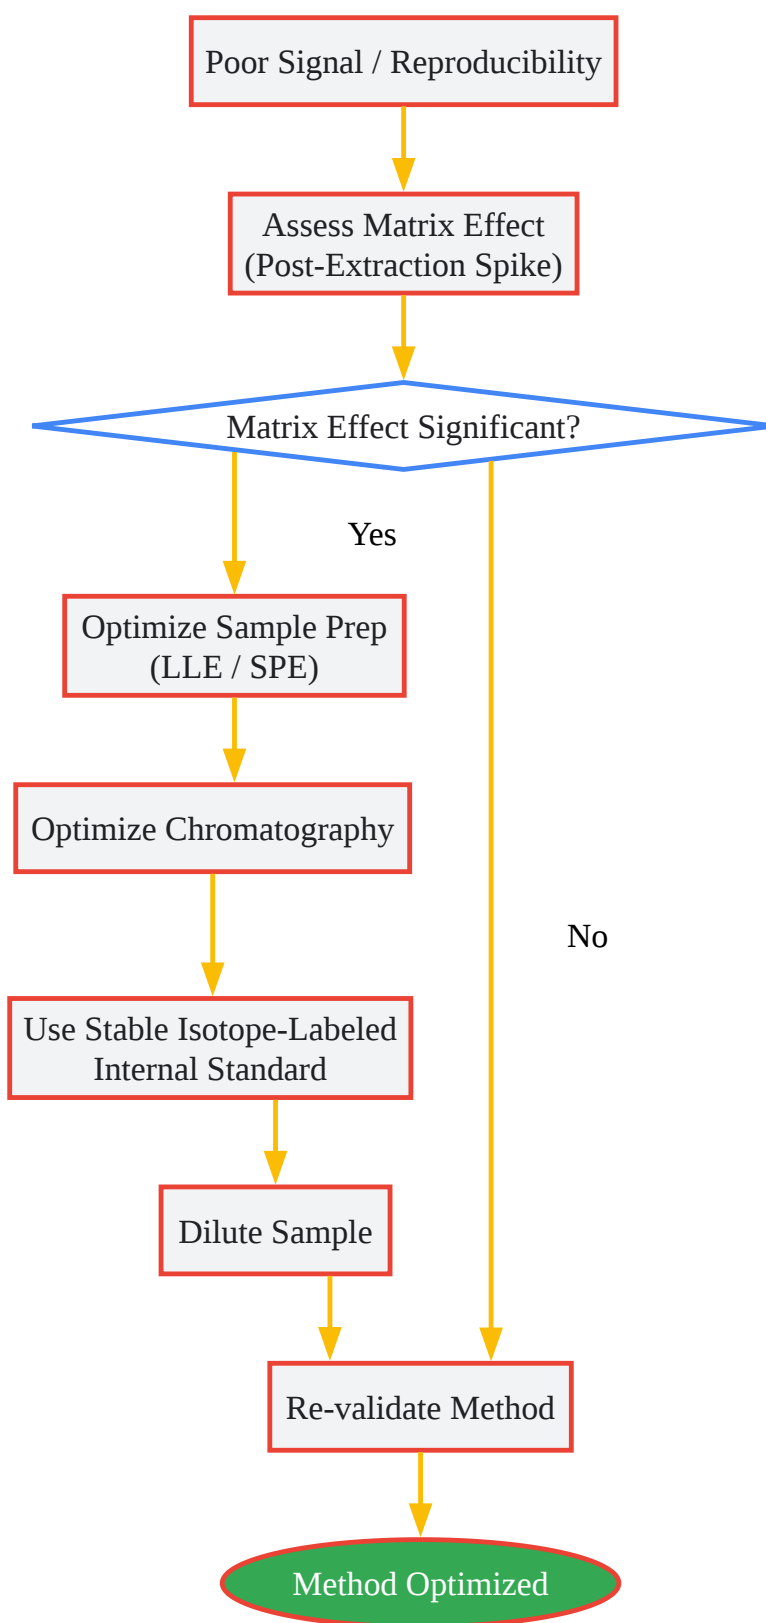 Poor Signal / Reproducibility
Assess Matrix Effect
(Post-Extraction Spike)
Matrix Effect Significant?
Yes
Optimize Sample Prep
(LLE / SPE)
Optimize Chromatography
No
Use Stable Isotope-Labeled
Internal Standard
Dilute Sample
Re-validate Method
Method Optimized